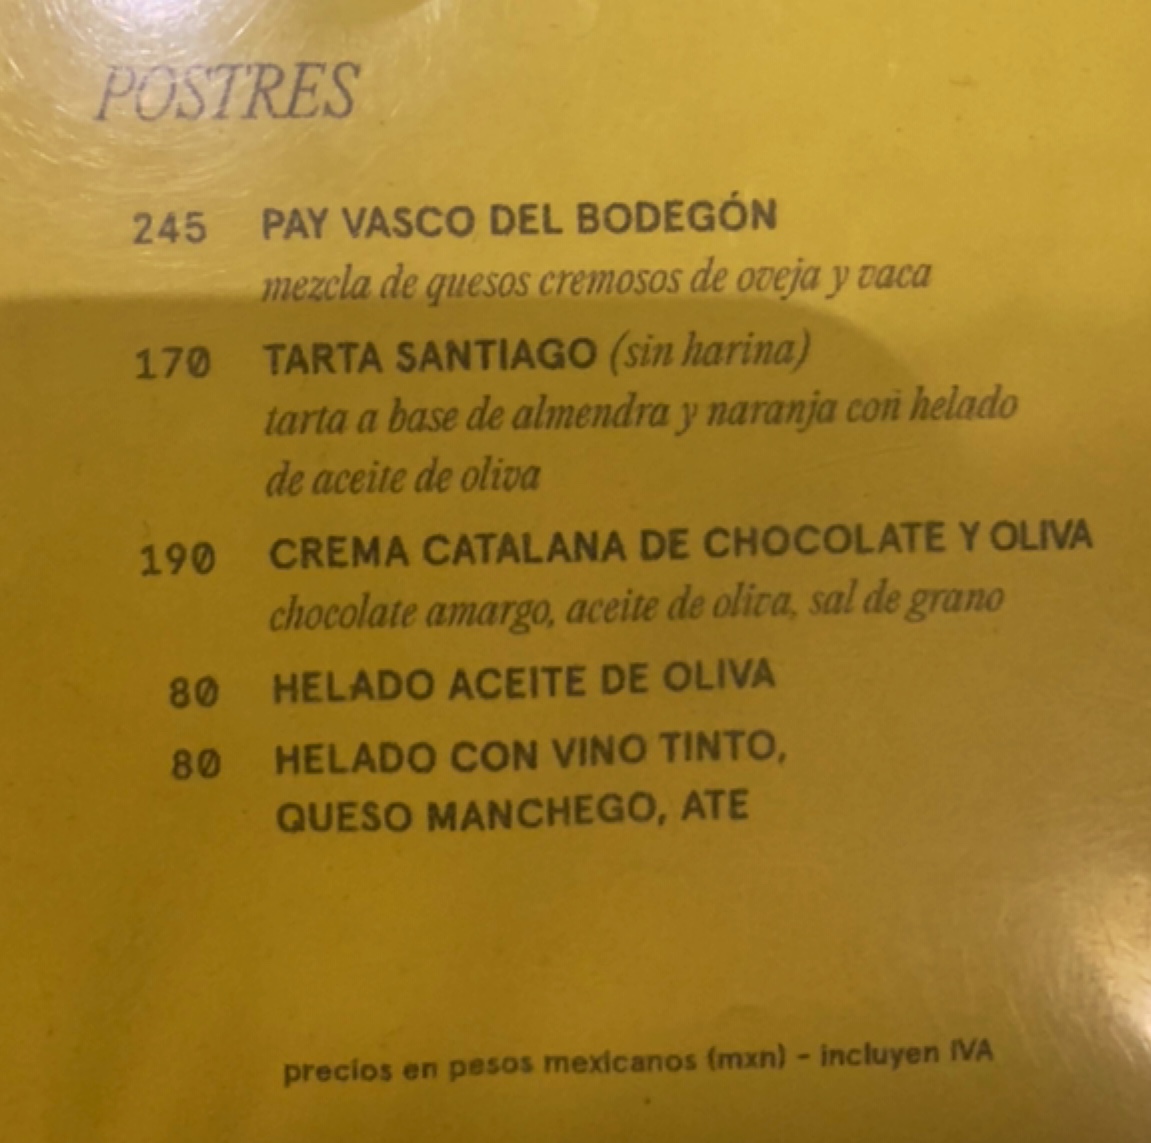 POSTRES
245 PAY VASCO DEL BODEGÓN
mezcla de quesos cremosos de oveja y vaca
170 TARTA SANTIAGO (sin harina)
tarta a base de almendra y naranja con helado
de aceite de oliva
190 CREMA CATALANA DE CHOCOLATE Y OLIVA
chocolate amargo, aceite de oliva, sal de grano
80 HELADO ACEITE DE OLIVA
80 HELADO CON VINO TINTO,
QUESO MANCHEGO, ATE
precios en pesos mexicanos (mxn) - incluyen IVA